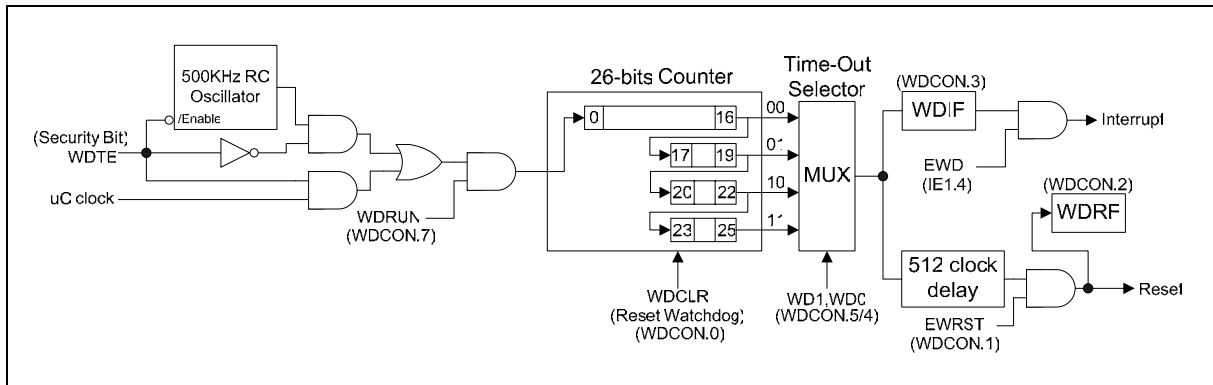 500KHz RC
Oscillator
/Enable
(Security Bit)
WDTE
uC clock
WDRUN
(WDCON.7)
26-bits Counter
0 16
17 19
20 22
23 25
00
01
10
11
WDCLR
(Reset Watchdog)
(WDCON.0)
Time-Out
Selector
MUX
WD1,WD0
(WDCON.5/4)
(WDCON.3)
WDIF
EWD
(IE1.4)
Interrupt
(WDCON.2)
WDRF
512 clock
delay
EWRST
(WDCON.1)
Reset